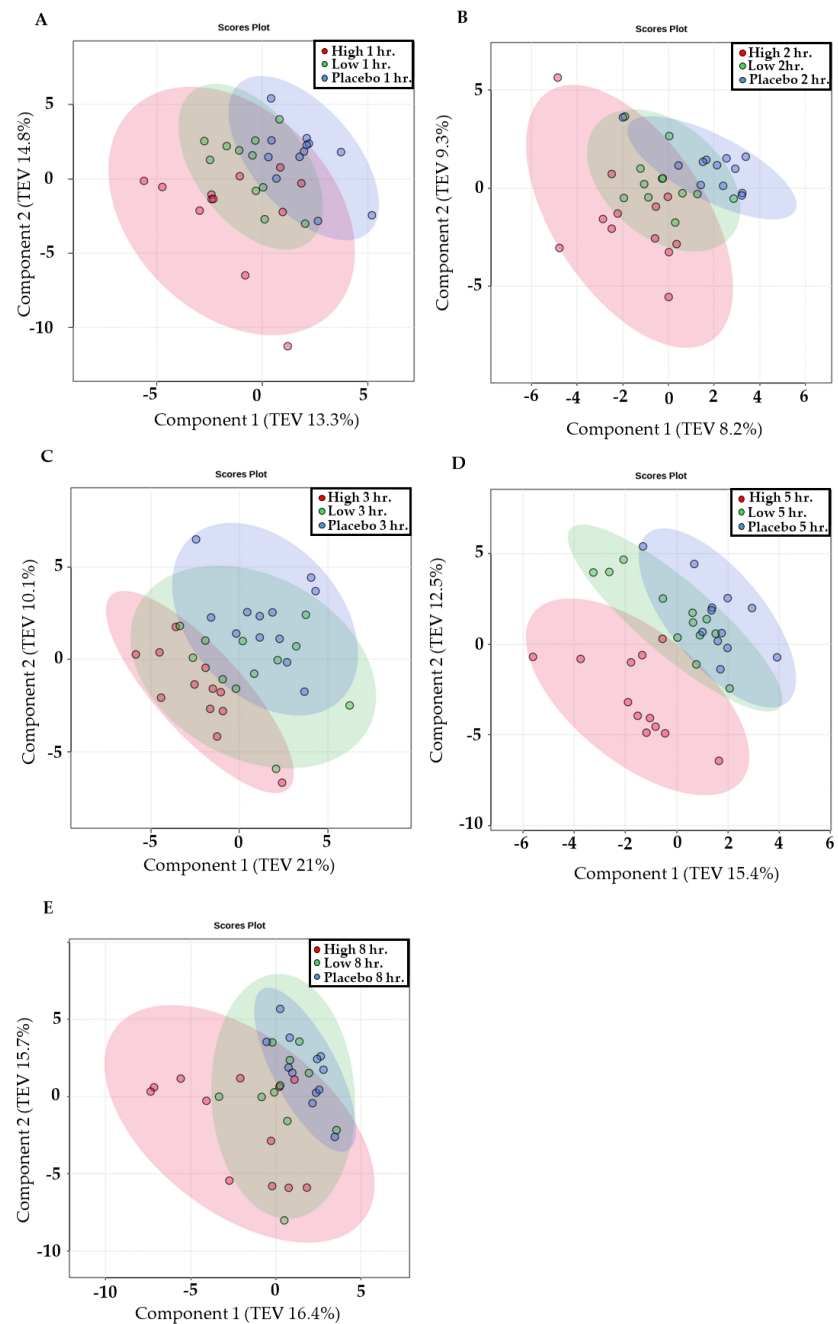 A
Scores Plot
High 1 hr.
Low 1 hr.
Placebo 1 hr.
Component 2 (TEV 14.8%)
5
0
-5
-10
-5
0
5
Component 1 (TEV 13.3%)
B
Scores Plot
High 2 hr.
Low 2hr.
Placebo 2 hr.
Component 2 (TEV 9.3%)
5
0
-5
-6
-4
-2
0
2
4
6
Component 1 (TEV 8.2%)
C
Scores Plot
High 3 hr.
Low 3 hr.
Placebo 3 hr.
Component 2 (TEV 10.1%)
5
0
-5
-5
0
5
Component 1 (TEV 21%)
D
Scores Plot
High 5 hr.
Low 5 hr.
Placebo 5 hr.
Component 2 (TEV 12.5%)
5
0
-5
-10
-6
-4
-2
0
2
4
6
Component 1 (TEV 15.4%)
E
Scores Plot
High 8 hr.
Low 8 hr.
Placebo 8 hr.
Component 2 (TEV 15.7%)
5
0
-5
-10
-10
-5
0
5
Component 1 (TEV 16.4%)